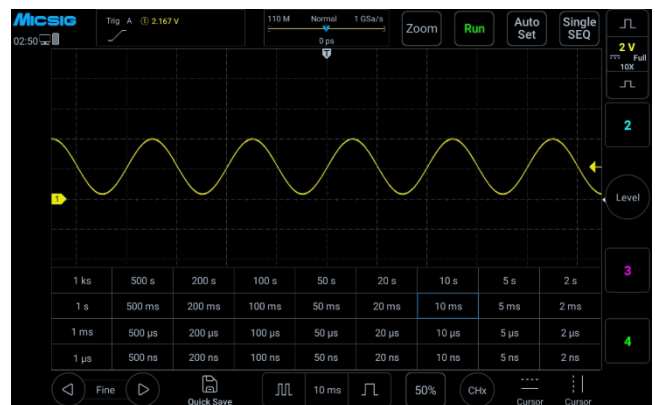 MICSIG
02:50
Trig A ① 2.167 V
110 M Normal 1 GSa/s
0 ps
T
Zoom
Run
Auto
Set
Single
SEQ
2 V
Full
10X
2
Level
3
4
1
1 ks 500 s 200 s 100 s 50 s 20 s 10 s 5 s 2 s
1 s 500 ms 200 ms 100 ms 50 ms 20 ms 10 ms 5 ms 2 ms
1 ms 500 µs 200 µs 100 µs 50 µs 20 µs 10 µs 5 µs 2 µs
1 µs 500 ns 200 ns 100 ns 50 ns 20 ns 10 ns 5 ns 2 ns
Fine
Quick Save
10 ms
50%
CHx
Cursor
Cursor